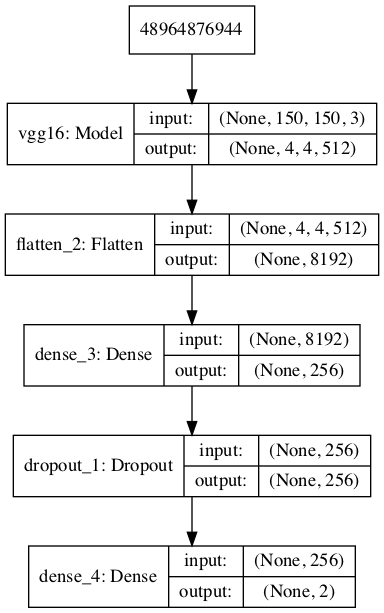 48964876944
vgg16: Model
input:
(None, 150, 150, 3)
output:
(None, 4, 4, 512)
flatten_2: Flatten
input:
(None, 4, 4, 512)
output:
(None, 8192)
dense_3: Dense
input:
(None, 8192)
output:
(None, 256)
dropout_1: Dropout
input:
(None, 256)
output:
(None, 256)
dense_4: Dense
input:
(None, 256)
output:
(None, 2)